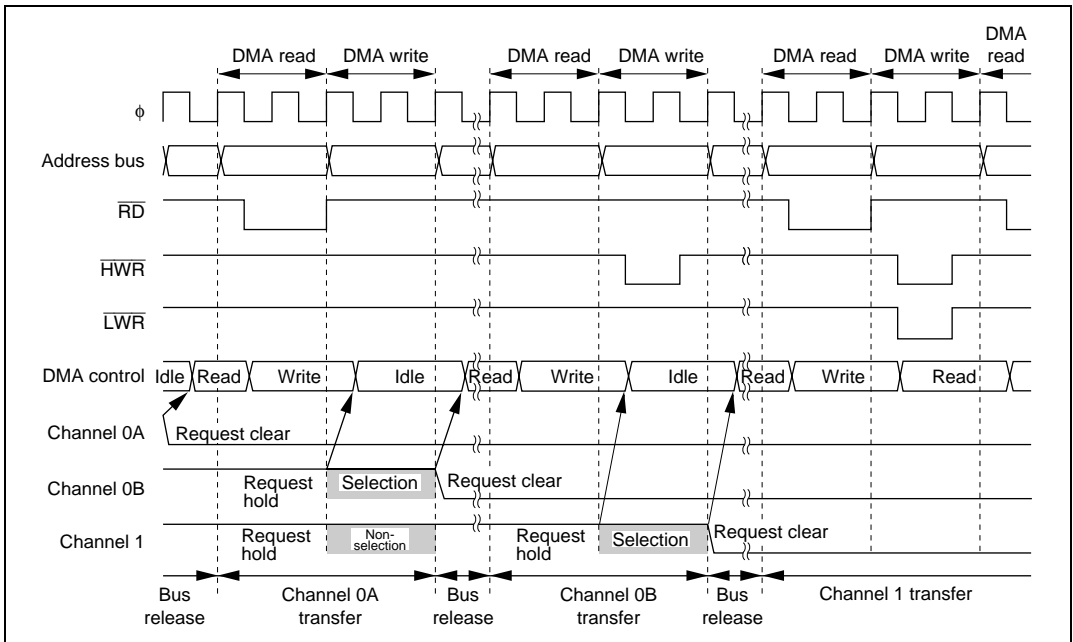 DMA
DMA read DMA write DMA read DMA write DMA read DMA write read
ϕ
Address bus
RD
HWR
LWR
DMA control Idle Read Write Idle Read Write Idle Read Write Read
Channel 0A Request clear
Channel 0B Request hold Selection Request clear
Channel 1 Request hold Non-selection Request hold Selection Request clear
Bus release Channel 0A transfer Bus release Channel 0B transfer Bus release Channel 1 transfer